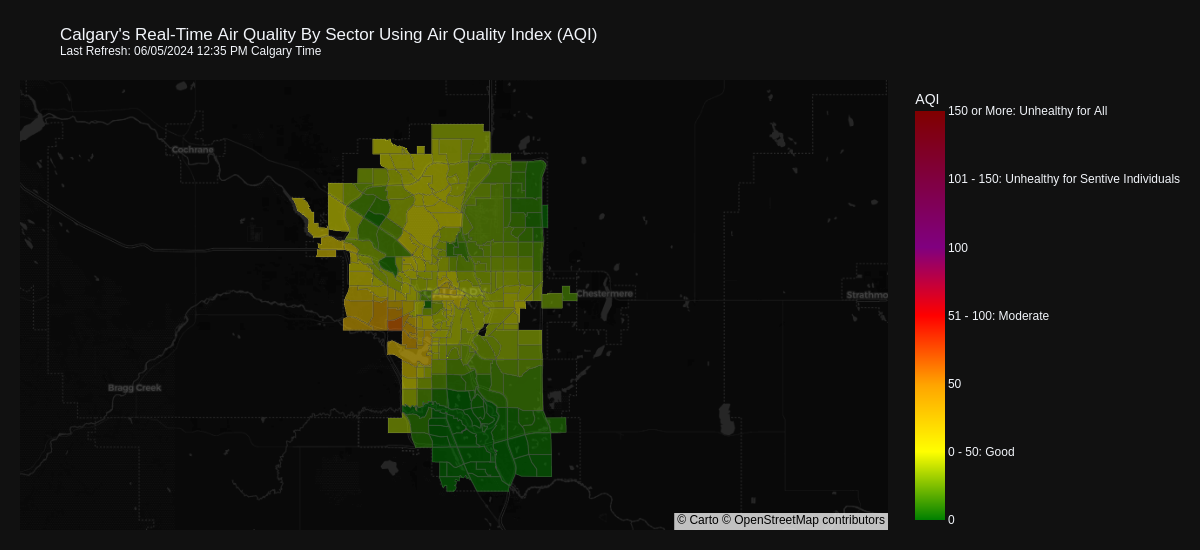 Calgary's Real-Time Air Quality By Sector Using Air Quality Index (AQI)
Last Refresh: 06/05/2024 12:35 PM Calgary Time
AQI
150 or More: Unhealthy for All
Cochrane
101 - 150: Unhealthy for Sentive Individuals
100
CALGARY
Chestermere
Strathmo
51 - 100: Moderate
50
Bragg Creek
0 - 50: Good
0
© Carto © OpenStreetMap contributors